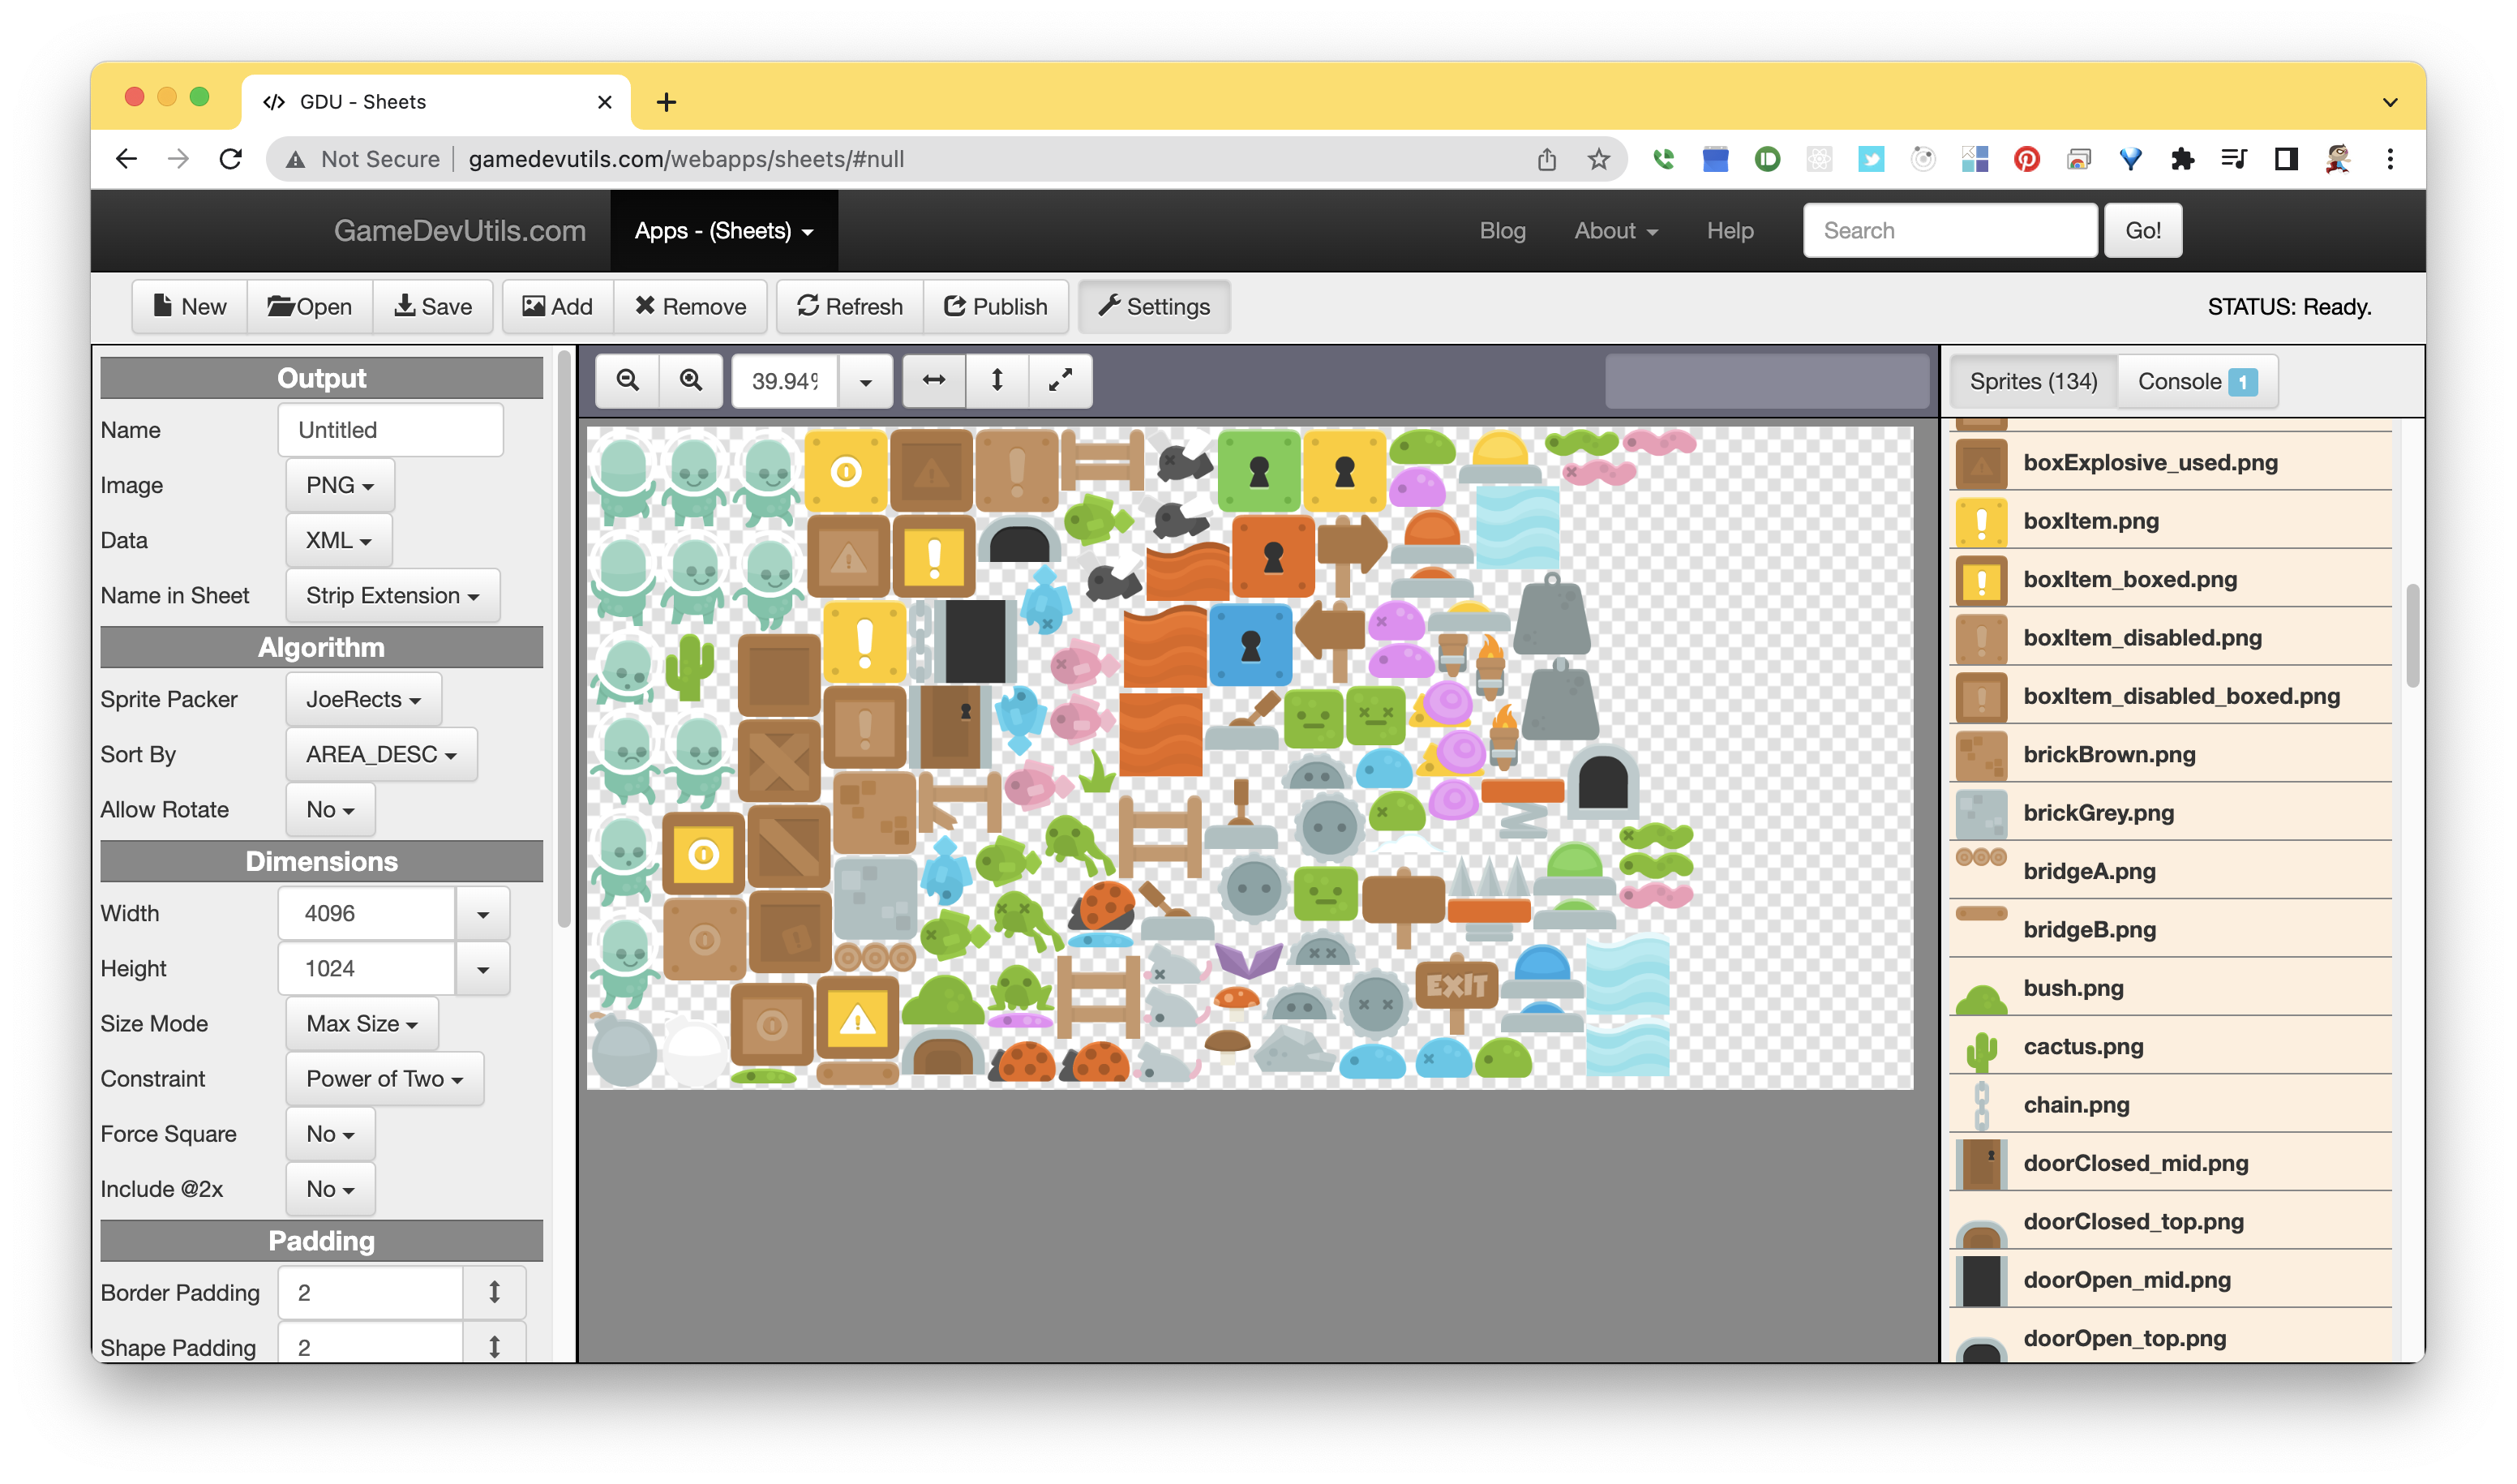 GDU - Sheets
Not Secure gamedevutils.com/webapps/sheets/#null
GameDevUtils.com Apps - (Sheets) Blog About Help Search Go!
New Open Save Add Remove Refresh Publish Settings STATUS: Ready.
Output
Name Untitled
Image PNG
Data XML
Name in Sheet Strip Extension
Algorithm
Sprite Packer JoeRects
Sort By AREA_DESC
Allow Rotate No
Dimensions
Width 4096
Height 1024
Size Mode Max Size
Constraint Power of Two
Force Square No
Include @2x No
Padding
Border Padding 2
Shape Padding 2
39.94%
EXIT
Sprites (134) Console 1
boxExplosive_used.png
boxItem.png
boxItem_boxed.png
boxItem_disabled.png
boxItem_disabled_boxed.png
brickBrown.png
brickGrey.png
bridgeA.png
bridgeB.png
bush.png
cactus.png
chain.png
doorClosed_mid.png
doorClosed_top.png
doorOpen_mid.png
doorOpen_top.png